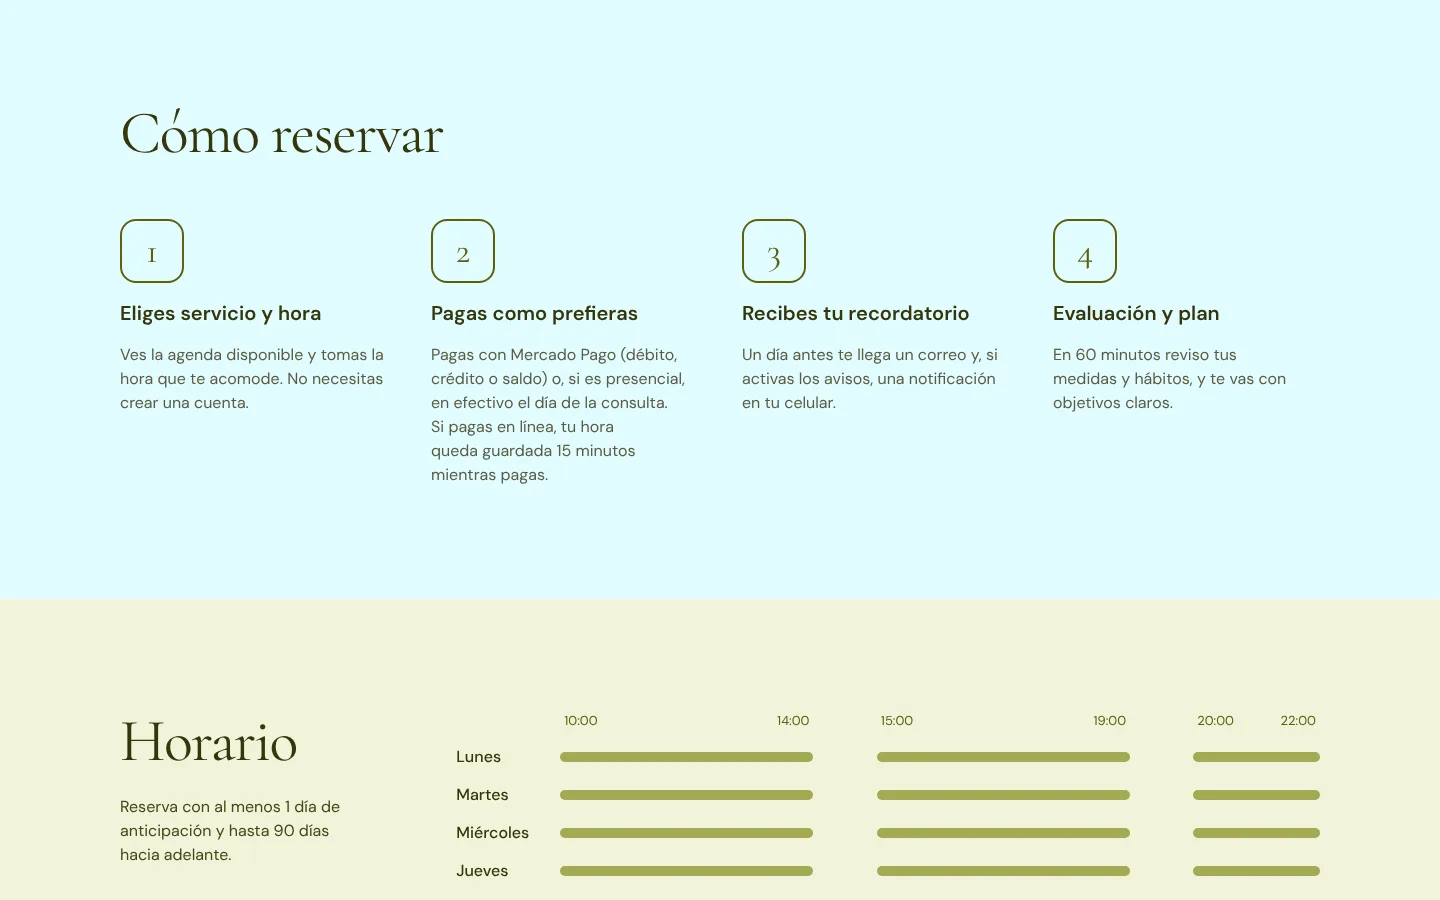 Cómo reservar
1
2
3
4
Eliges servicio y hora
Ves la agenda disponible y tomas la
hora que te acomode. No necesitas
crear una cuenta.
Pagas como prefieras
Pagas con Mercado Pago (débito,
crédito o saldo) o, si es presencial,
en efectivo el día de la consulta.
Si pagas en línea, tu hora
queda guardada 15 minutos
mientras pagas.
Recibes tu recordatorio
Un día antes te llega un correo y, si
activas los avisos, una notificación
en tu celular.
Evaluación y plan
En 60 minutos reviso tus
medidas y hábitos, y te vas con
objetivos claros.
Horario
Reserva con al menos 1 día de
anticipación y hasta 90 días
hacia adelante.
10:00 14:00 15:00 19:00 20:00 22:00
Lunes
Martes
Miércoles
Jueves